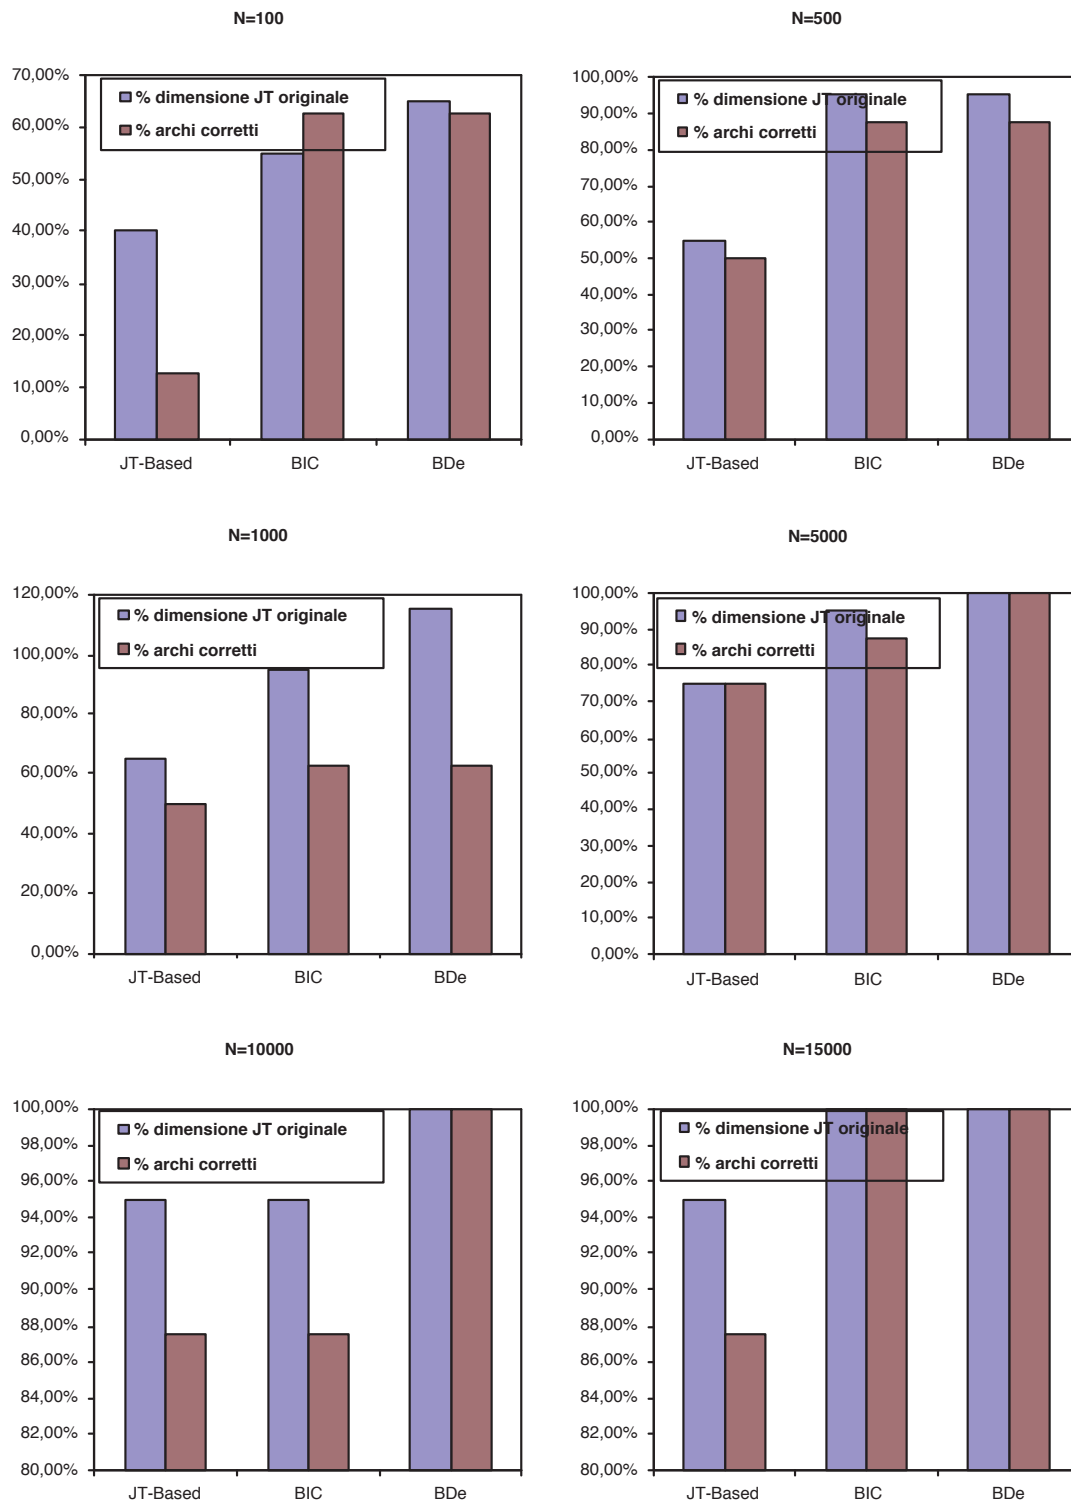 N=100
70,00%
60,00%
50,00%
40,00%
30,00%
20,00%
10,00%
0,00%
% dimensione JT originale
% archi corretti
JT-Based BIC BDe
N=500
100,00%
90,00%
80,00%
70,00%
60,00%
50,00%
40,00%
30,00%
20,00%
10,00%
0,00%
% dimensione JT originale
% archi corretti
JT-Based BIC BDe
N=1000
120,00%
100,00%
80,00%
60,00%
40,00%
20,00%
0,00%
% dimensione JT originale
% archi corretti
JT-Based BIC BDe
N=5000
100,00%
90,00%
80,00%
70,00%
60,00%
50,00%
40,00%
30,00%
20,00%
10,00%
0,00%
% dimensione JT originale
% archi corretti
JT-Based BIC BDe
N=10000
100,00%
98,00%
96,00%
94,00%
92,00%
90,00%
88,00%
86,00%
84,00%
82,00%
80,00%
% dimensione JT originale
% archi corretti
JT-Based BIC BDe
N=15000
100,00%
98,00%
96,00%
94,00%
92,00%
90,00%
88,00%
86,00%
84,00%
82,00%
80,00%
% dimensione JT originale
% archi corretti
JT-Based BIC BDe